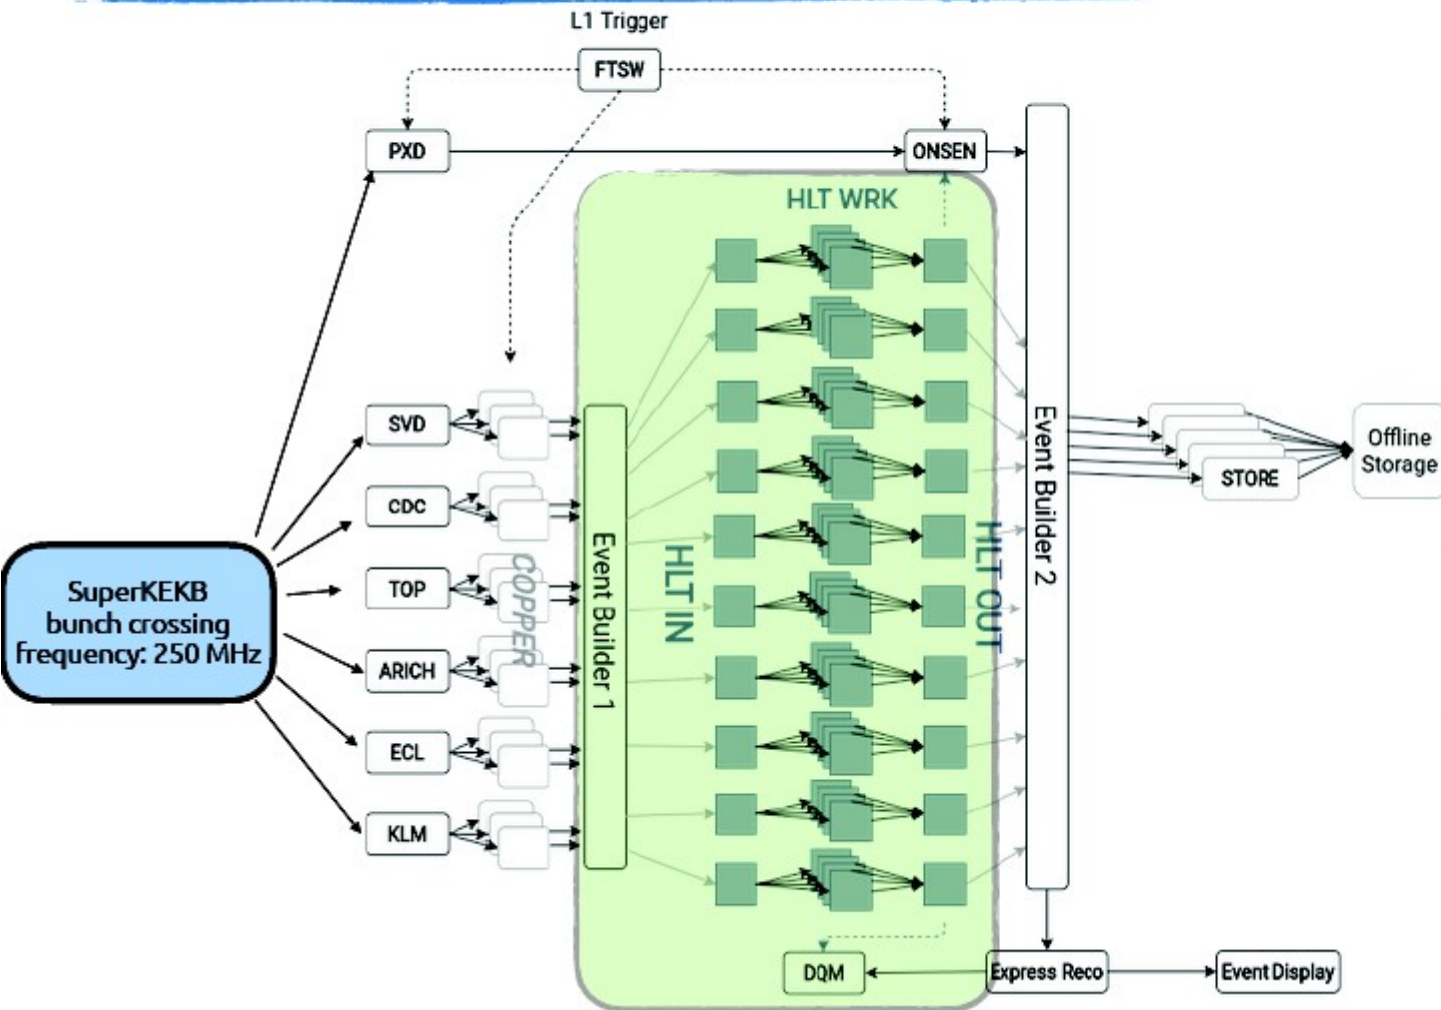 L1 Trigger
FTSW
PXD
ONSEN
HLT WRK
SVD
CDC
TOP
ARICH
ECL
KLM
COPPER
SuperKEKB
bunch crossing
frequency: 250 MHz
Event Builder 1
HLT IN
HLT OUT
Event Builder 2
STORE
Offline
Storage
DQM
Express Reco
Event Display